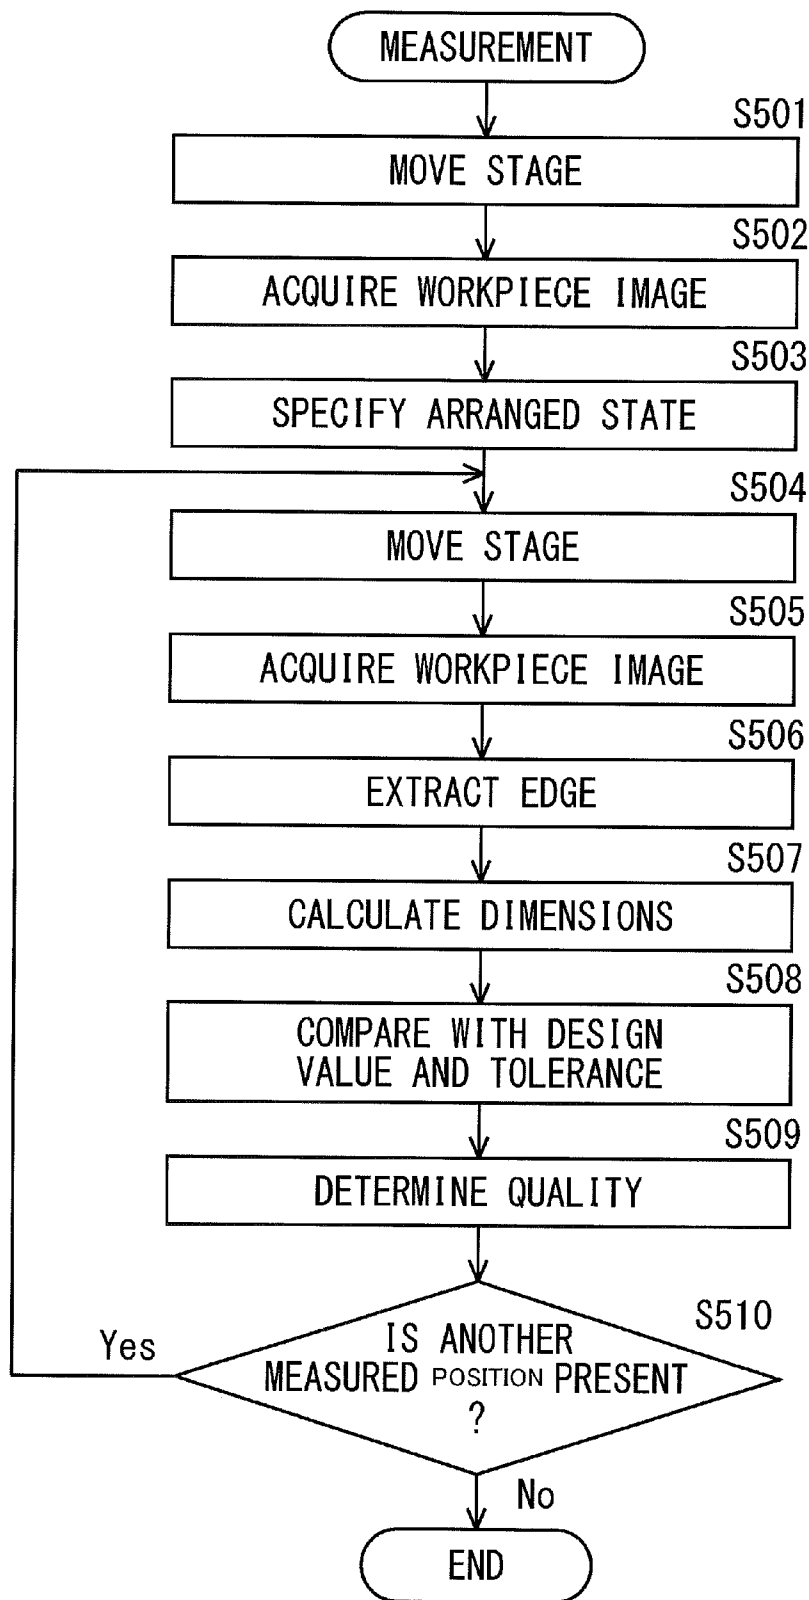 MEASUREMENT
S501
MOVE STAGE
S502
ACQUIRE WORKPIECE IMAGE
S503
SPECIFY ARRANGED STATE
S504
MOVE STAGE
S505
ACQUIRE WORKPIECE IMAGE
S506
EXTRACT EDGE
S507
CALCULATE DIMENSIONS
S508
COMPARE WITH DESIGN
VALUE AND TOLERANCE
S509
DETERMINE QUALITY
S510
Yes
IS ANOTHER
MEASURED POSITION PRESENT
?
No
END